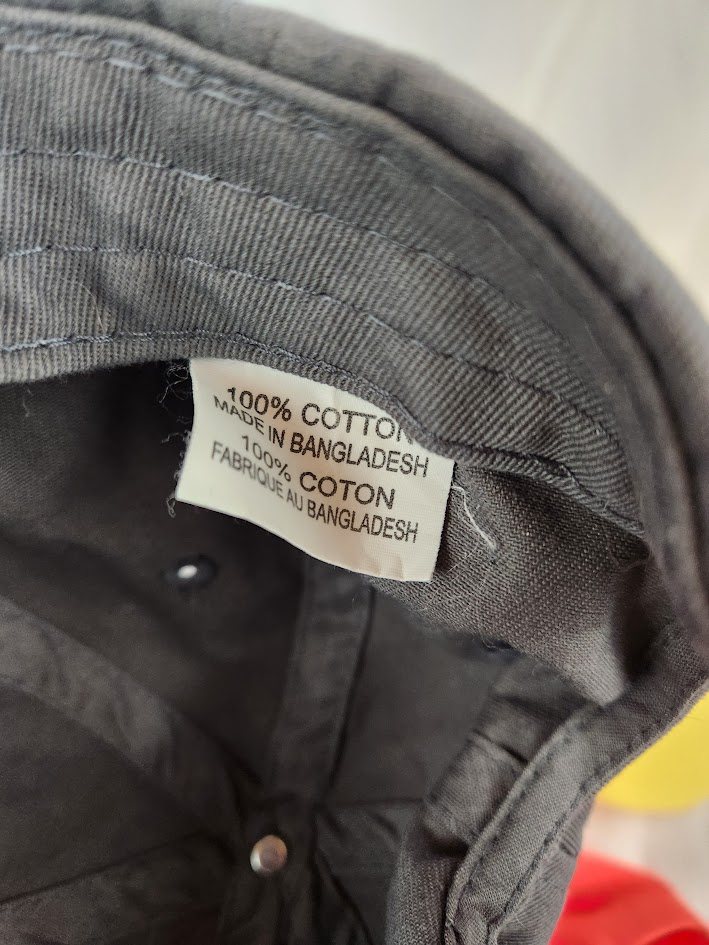 100% COTTON
MADE IN BANGLADESH
100% COTON
FABRIQUE AU BANGLADESH